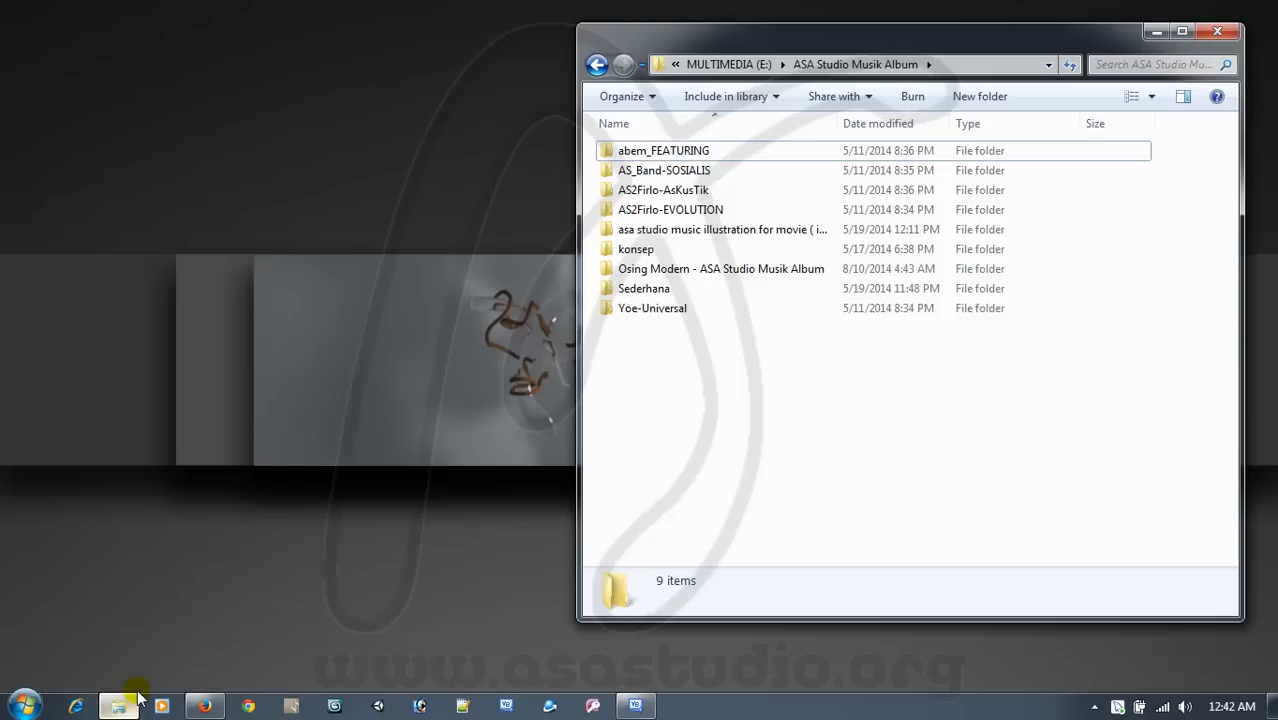 MULTIMEDIA (E:) ASA Studio Musik Album
Search ASA Studio Mu...
Organize Include in library Share with Burn New folder
Name Date modified Type Size
abem_FEATURING 5/11/2014 8:36 PM File folder
AS_Band-SOSIALIS 5/11/2014 8:35 PM File folder
AS2Firlo-AsKusTik 5/11/2014 8:36 PM File folder
AS2Firlo-EVOLUTION 5/11/2014 8:34 PM File folder
asa studio music illustration for movie ( i... 5/19/2014 12:11 PM File folder
konsep 5/17/2014 6:38 PM File folder
Osing Modern - ASA Studio Musik Album 8/10/2014 4:43 AM File folder
Sederhana 5/19/2014 11:48 PM File folder
Yoe-Universal 5/11/2014 8:34 PM File folder
9 items
www.asastudio.org
12:42 AM